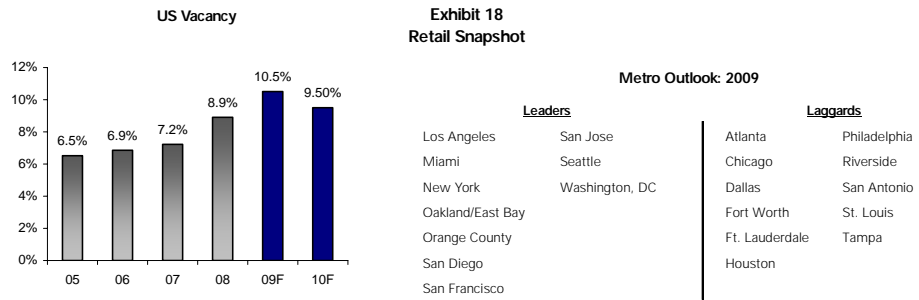 US Vacancy
Exhibit 18
Retail Snapshot
12%
10%
8%
6%
4%
2%
0%
6.5%
6.9%
7.2%
8.9%
10.5%
9.50%
05
06
07
08
09F
10F
Metro Outlook: 2009
Leaders
Los Angeles
Miami
New York
Oakland/East Bay
Orange County
San Diego
San Francisco
San Jose
Seattle
Washington, DC
Laggards
Atlanta
Chicago
Dallas
Fort Worth
Ft. Lauderdale
Houston
Philadelphia
Riverside
San Antonio
St. Louis
Tampa